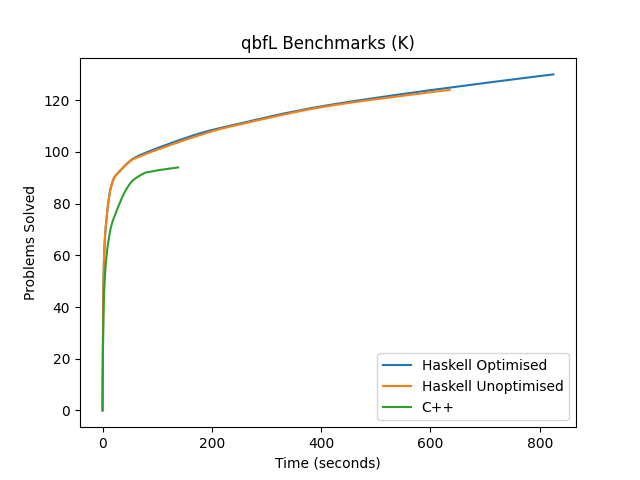 qbfL Benchmarks (K)
Problems Solved
120
100
80
60
40
20
0
Haskell Optimised
Haskell Unoptimised
C++
0 200 400 600 800
Time (seconds)